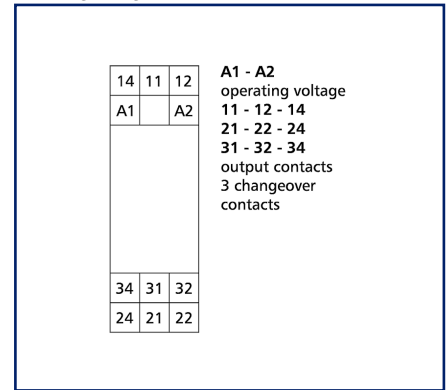 14 11 12
A1 A2
34 31 32
24 21 22
A1 - A2
operating voltage
11 - 12 - 14
21 - 22 - 24
31 - 32 - 34
output contacts
3 changeover
contacts